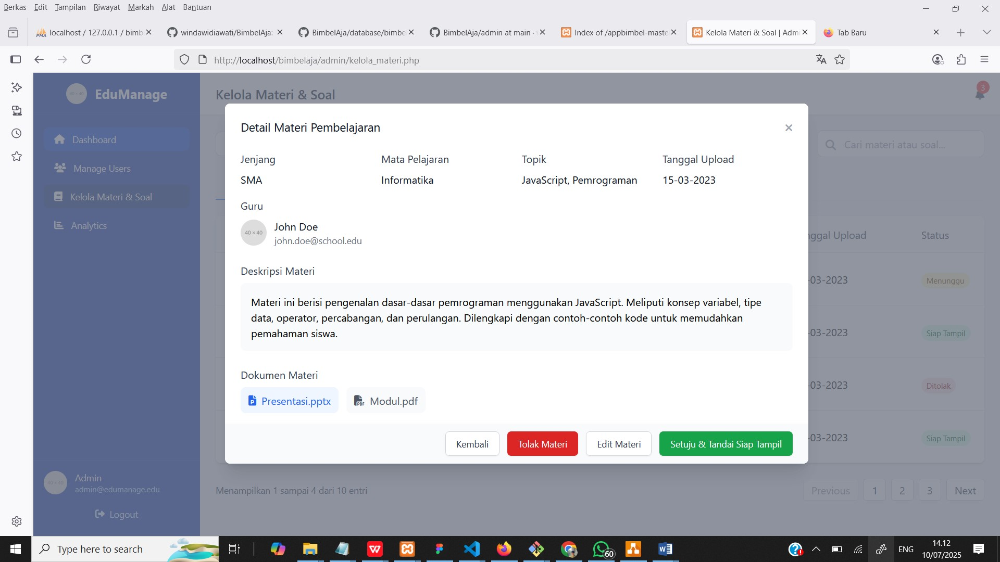 Berkas Edit Tampilan Riwayat Markah Alat Bantuan
localhost / 127.0.0.1 / bimb
windawidiawati/BimbelAja:
BimbelAja/database/bimbe
BimbelAja/admin at main ·
Index of /appbimbel-maste
Kelola Materi & Soal | Adm
Tab Baru
http://localhost/bimbelaja/admin/kelola_materi.php
EduManage
Kelola Materi & Soal
3
Dashboard
Manage Users
Kelola Materi & Soal
Analytics
Cari materi atau soal...
Detail Materi Pembelajaran
Jenjang Mata Pelajaran Topik Tanggal Upload
SMA Informatika JavaScript, Pemrograman 15-03-2023
Guru
40 × 40
John Doe
john.doe@school.edu
Deskripsi Materi
Materi ini berisi pengenalan dasar-dasar pemrograman menggunakan JavaScript. Meliputi konsep variabel, tipe
data, operator, percabangan, dan perulangan. Dilengkapi dengan contoh-contoh kode untuk memudahkan
pemahaman siswa.
Dokumen Materi
Presentasi.pptx Modul.pdf
Kembali Tolak Materi Edit Materi Setuju & Tandai Siap Tampil
nggal Upload Status
-03-2023 Menunggu
-03-2023 Siap Tampil
-03-2023 Ditolak
-03-2023 Siap Tampil
Admin
admin@edumanage.edu
Logout
Menampilkan 1 sampai 4 dari 10 entri
Previous 1 2 3 Next
Type here to search
60
ENG
14.12
10/07/2025